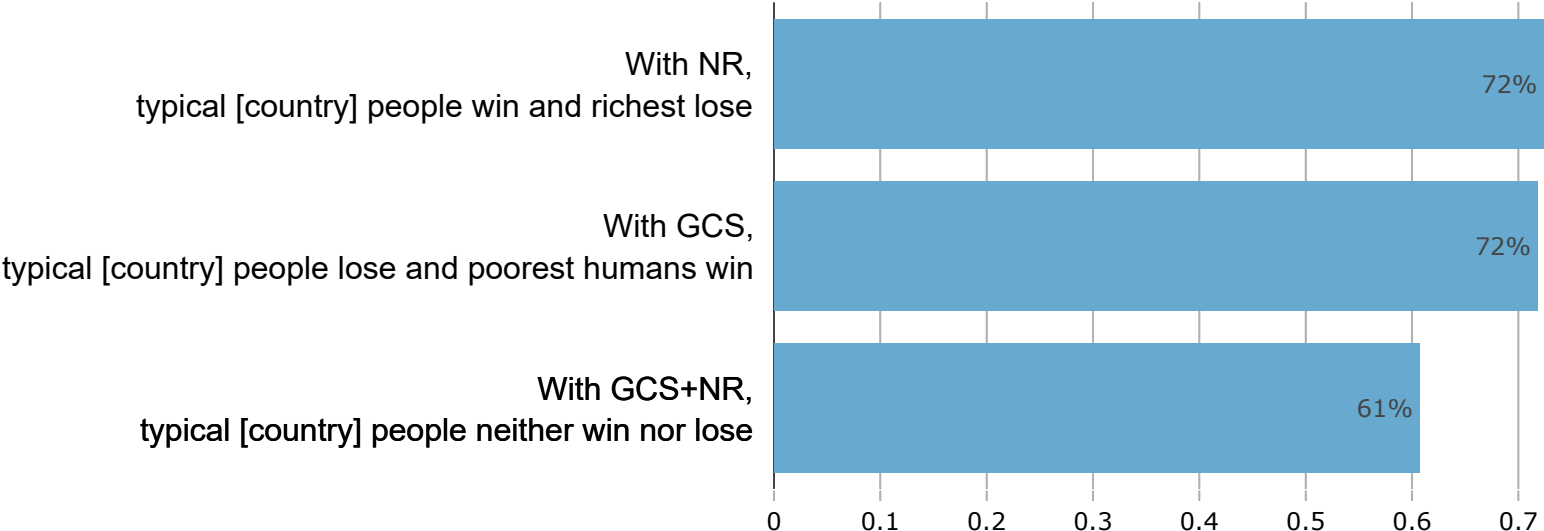 With NR,
typical [country] people win and richest lose
72%
With GCS,
typical [country] people lose and poorest humans win
72%
With GCS+NR,
typical [country] people neither win nor lose
61%
0 0.1 0.2 0.3 0.4 0.5 0.6 0.7